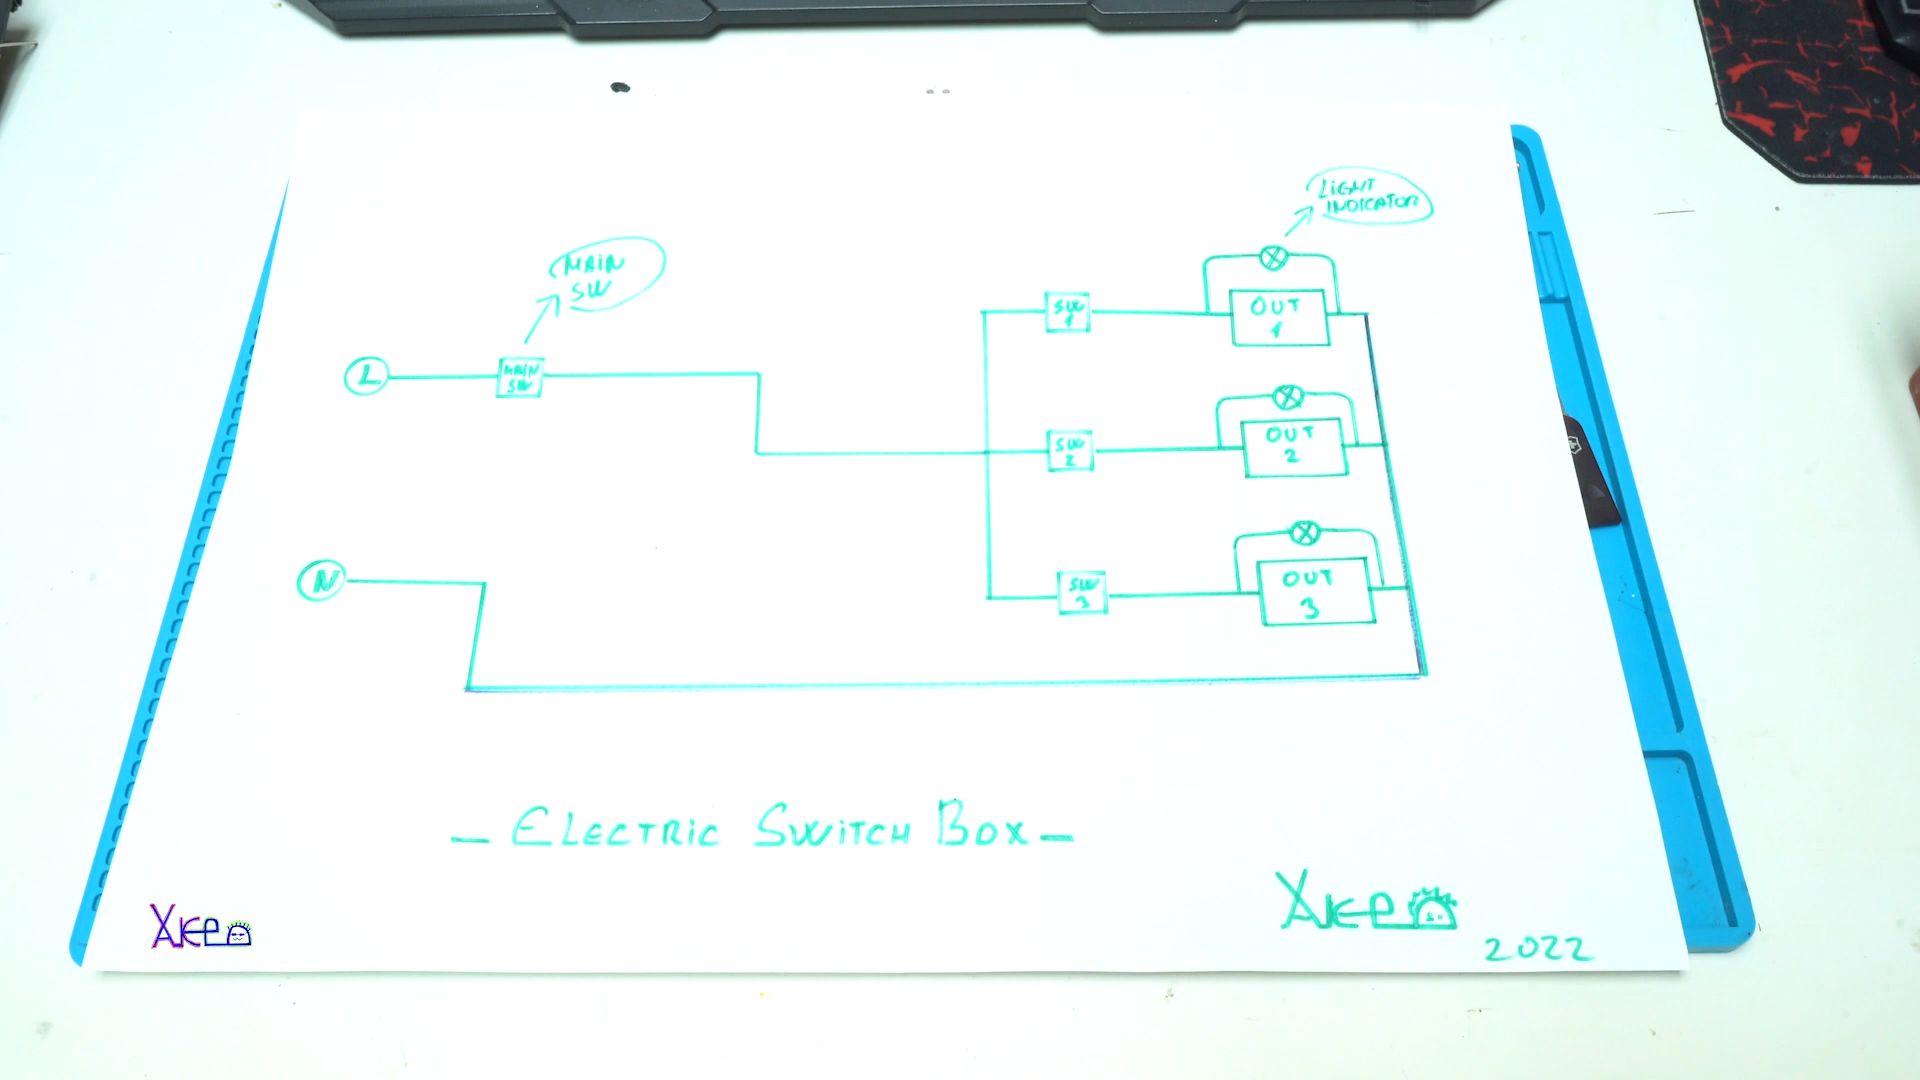 LIGHT
INDICATOR
MAIN
SW
L
MAIN
SW
SW
1
OUT
1
SW
2
OUT
2
N
SW
3
OUT
3
- ELECTRIC SWITCH BOX -
2022